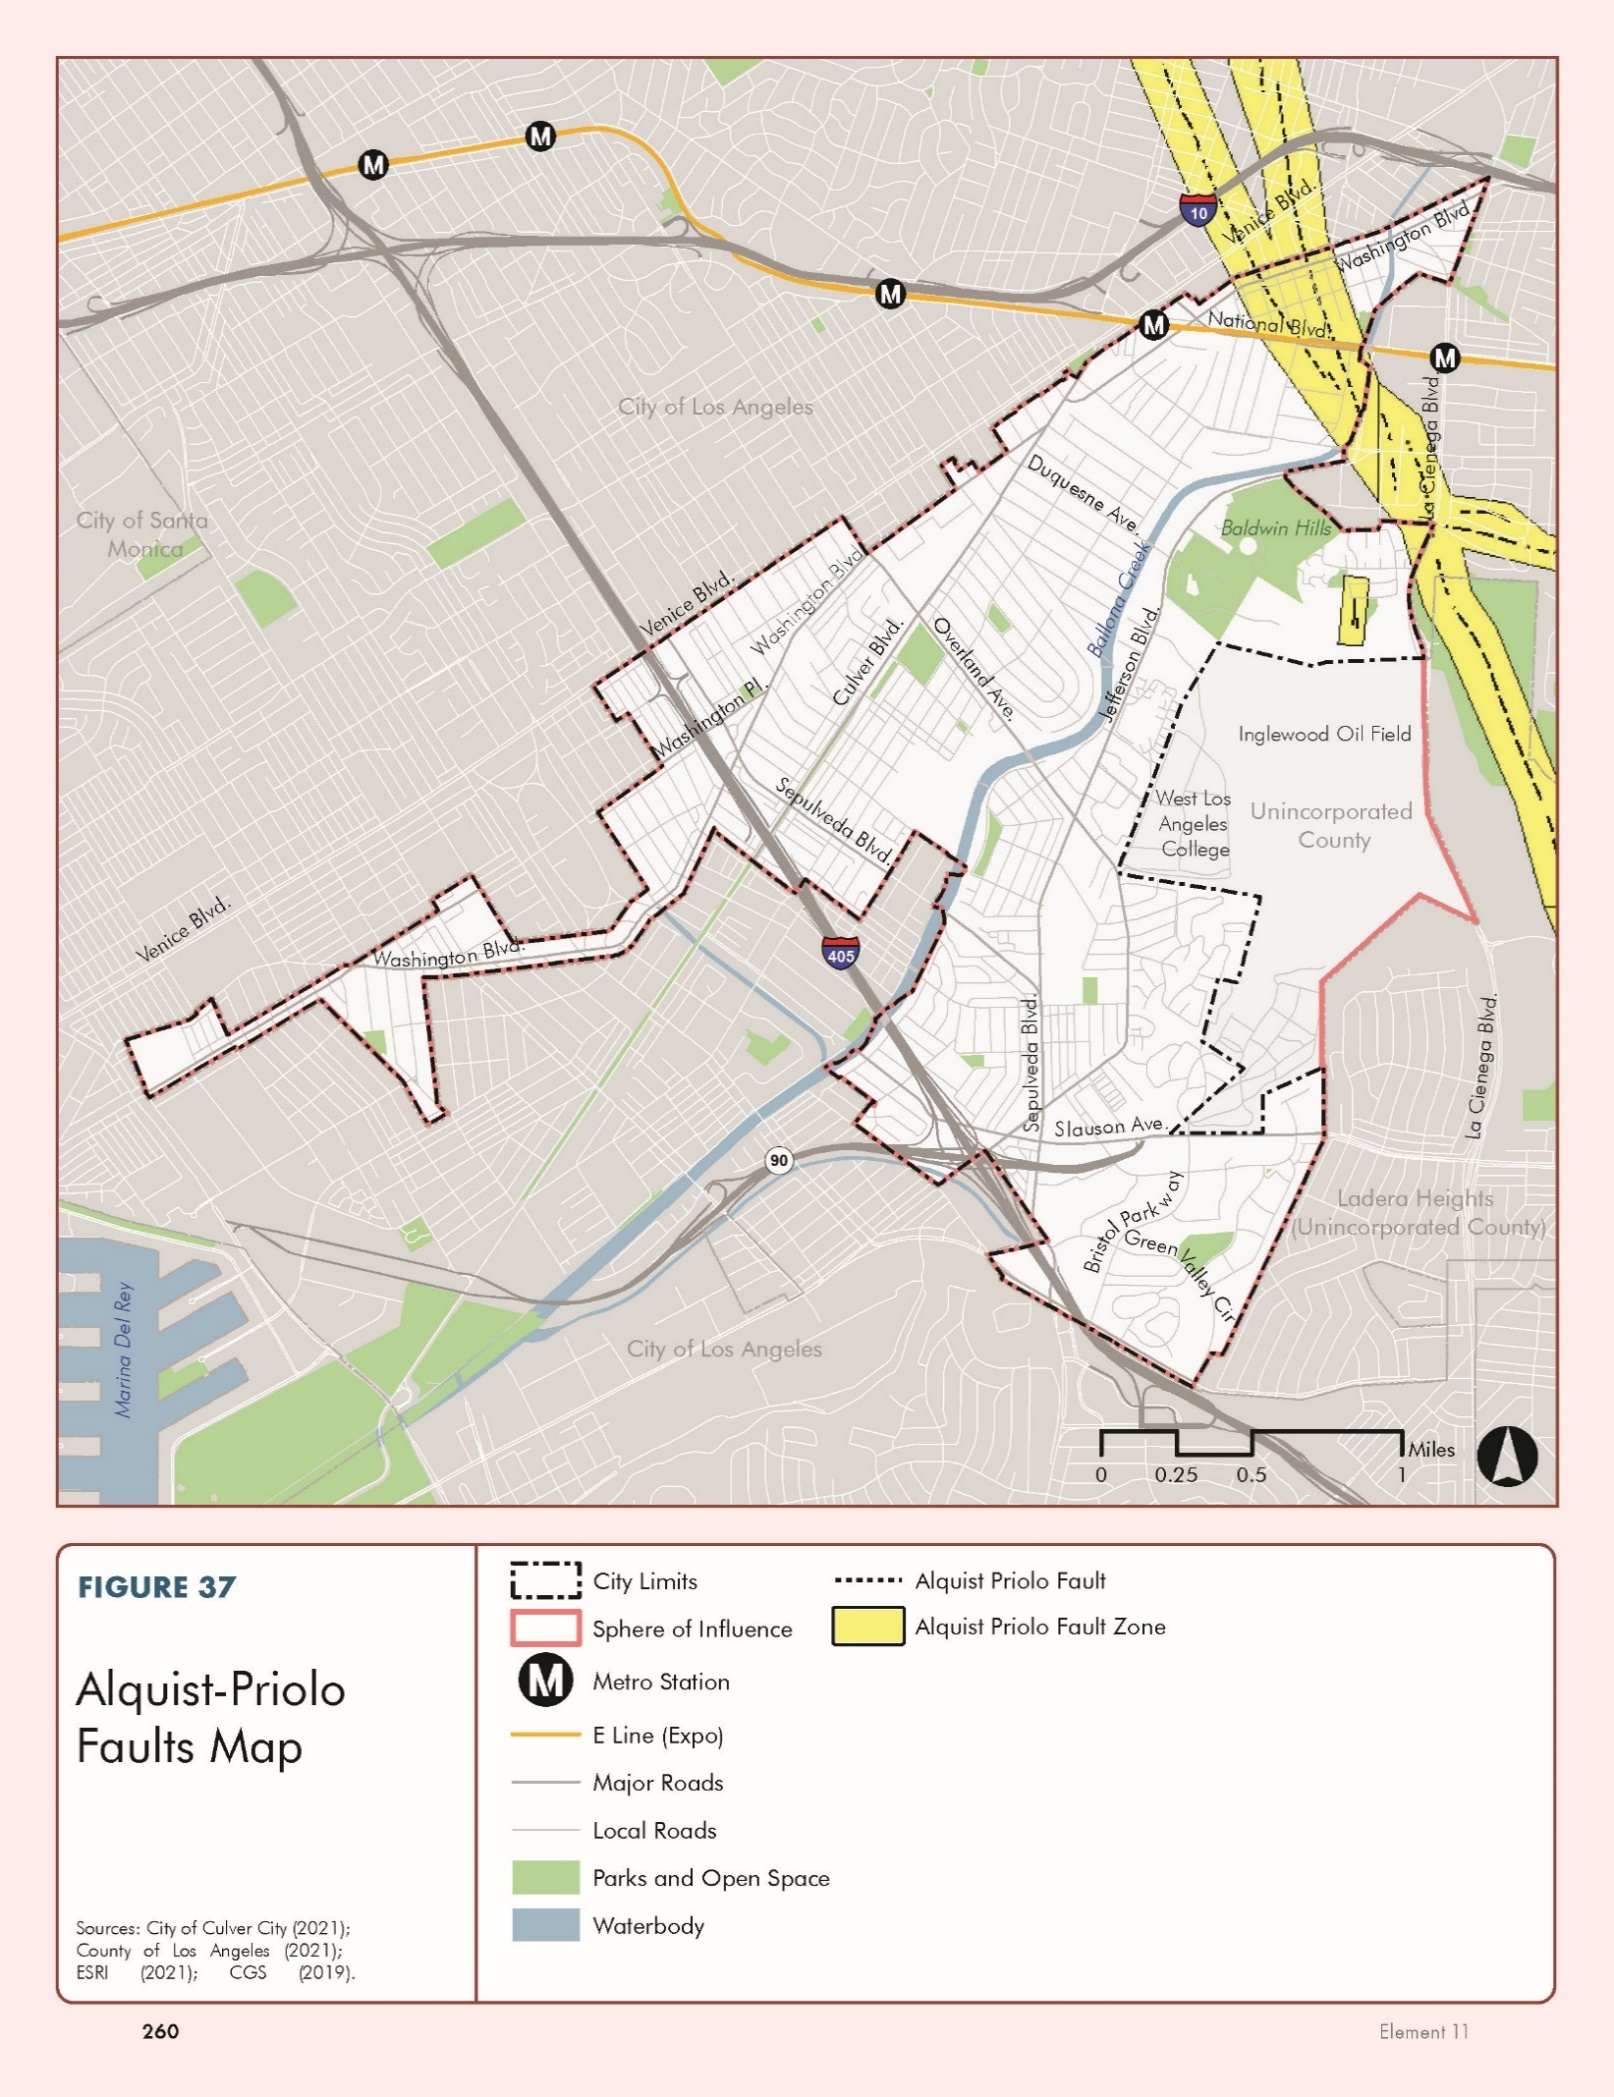 M
M
10
Venice Blvd.
Washington Blvd
M
M
National Blvd.
M
La Cienega Blvd.
City of Los Angeles
Duquesne Ave.
City of Santa
Monica
Baldwin Hills
Ballona Creek
Venice Blvd.
Washington Blvd
Culver Blvd.
Overland Ave.
Jefferson Blvd.
Washington Pl.
Inglewood Oil Field
West Los
Angeles
College
Unincorporated
County
Sepulveda Blvd.
Venice Blvd.
Washington Blvd.
405
Sepulveda Blvd.
La Cienega Blvd.
Slauson Ave.
90
Bristol Parkway
Green Valley Cir
Ladera Heights
(Unincorporated County)
Marina Del Rey
City of Los Angeles
Miles
0
0.25
0.5
1
FIGURE 37
Alquist-Priolo
Faults Map
Sources: City of Culver City (2021);
County of Los Angeles (2021);
ESRI (2021); CGS (2019).
City Limits
Sphere of Influence
M
Metro Station
E Line (Expo)
Major Roads
Local Roads
Parks and Open Space
Waterbody
Alquist Priolo Fault
Alquist Priolo Fault Zone
260
Element 11